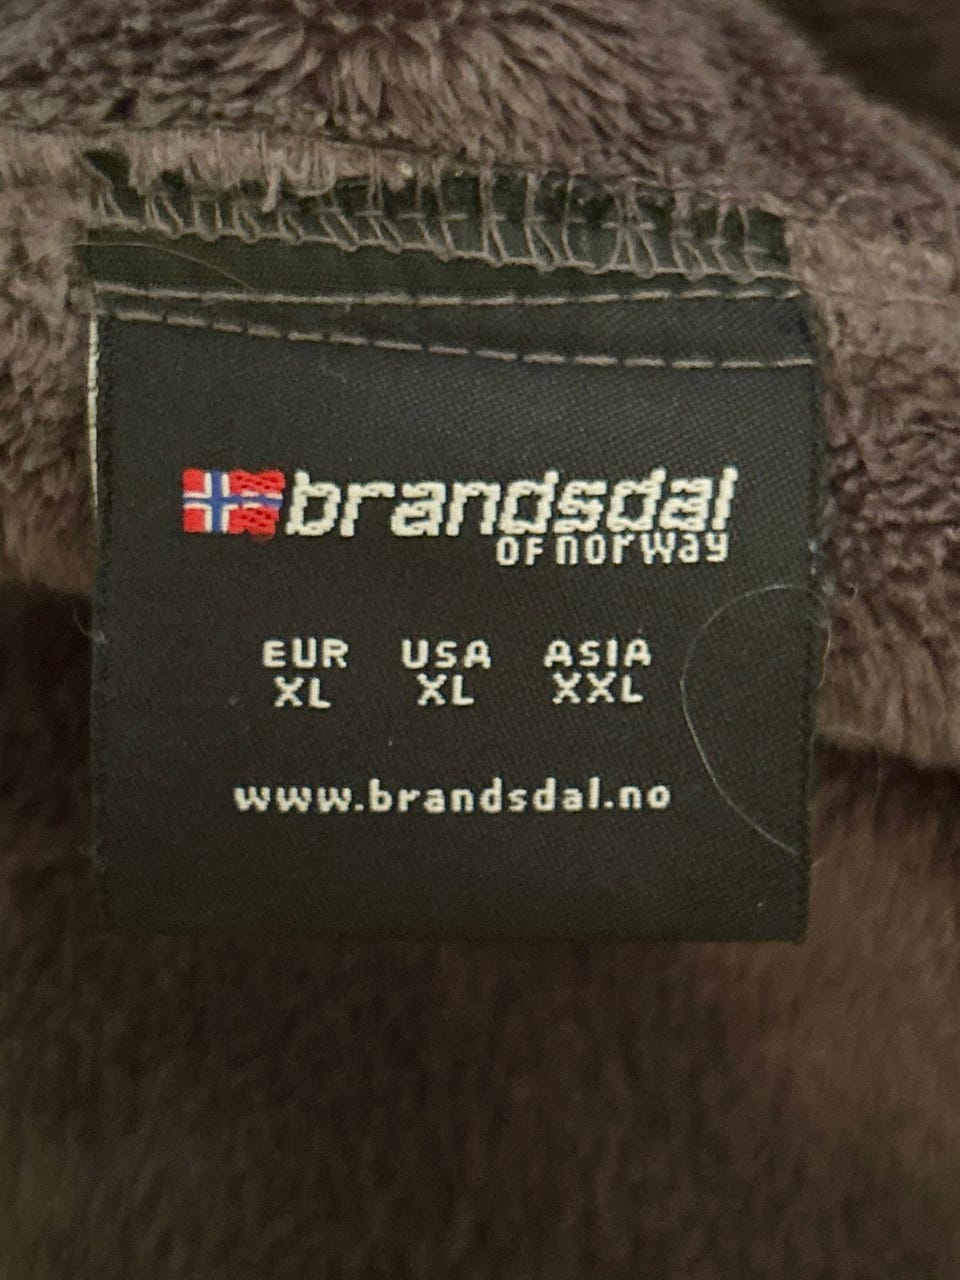 brandsdal
OF norway
EUR USA ASIA
XL XL XXL
www.brandsdal.no